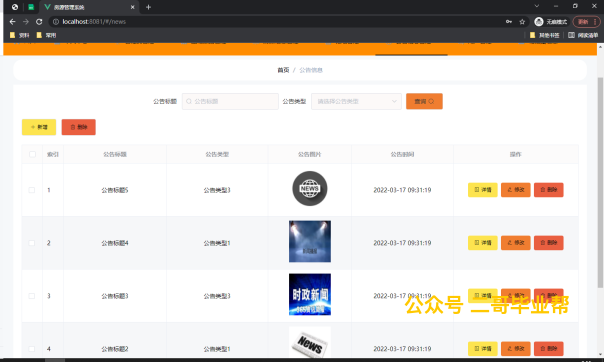 房源管理系统
localhost:8081/#/news
无痕模式
更新
资料
常用
其他书签
阅读清单
首页 / 公告信息
公告标题
公告标题
公告类型
请选择公告类型
查询
新增
删除
索引 公告标题 公告类型 公告图片 公告时间 操作
1 公告标题5 公告类型3 NEWS 2022-03-17 09:31:19 详情 修改 删除
2 公告标题4 公告类型1 2022-03-17 09:31:19 详情 修改 删除
3 公告标题3 公告类型3 时政新闻 2022-03-17 09:31:19 详情 修改 删除
公众号 二哥毕业帮
4 公告标题2 公告类型1 News 2022-03-17 09:31:19 详情 修改 删除